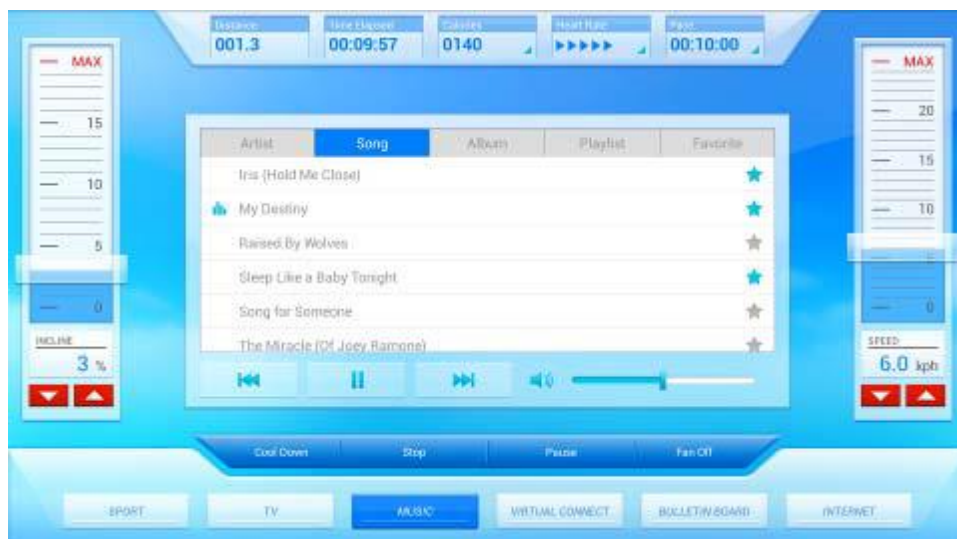 Distance Time Elapsed Calories Heart Rate Pace
001.3 00:09:57 0140 00:10:00
MAX
15
10
5
0
INCLINE
3 %
Artist Song Album Playlist Favorite
Iris (Hold Me Close)
My Destiny
Raised By Wolves
Sleep Like a Baby Tonight
Song for Someone
The Miracle (Of Joey Ramone)
MAX
20
15
10
5
0
SPEED
6.0 kph
Cool Down Stop Pause Fan Off
SPORT TV MUSIC VIRTUAL CONNECT BULLETIN BOARD INTERNET